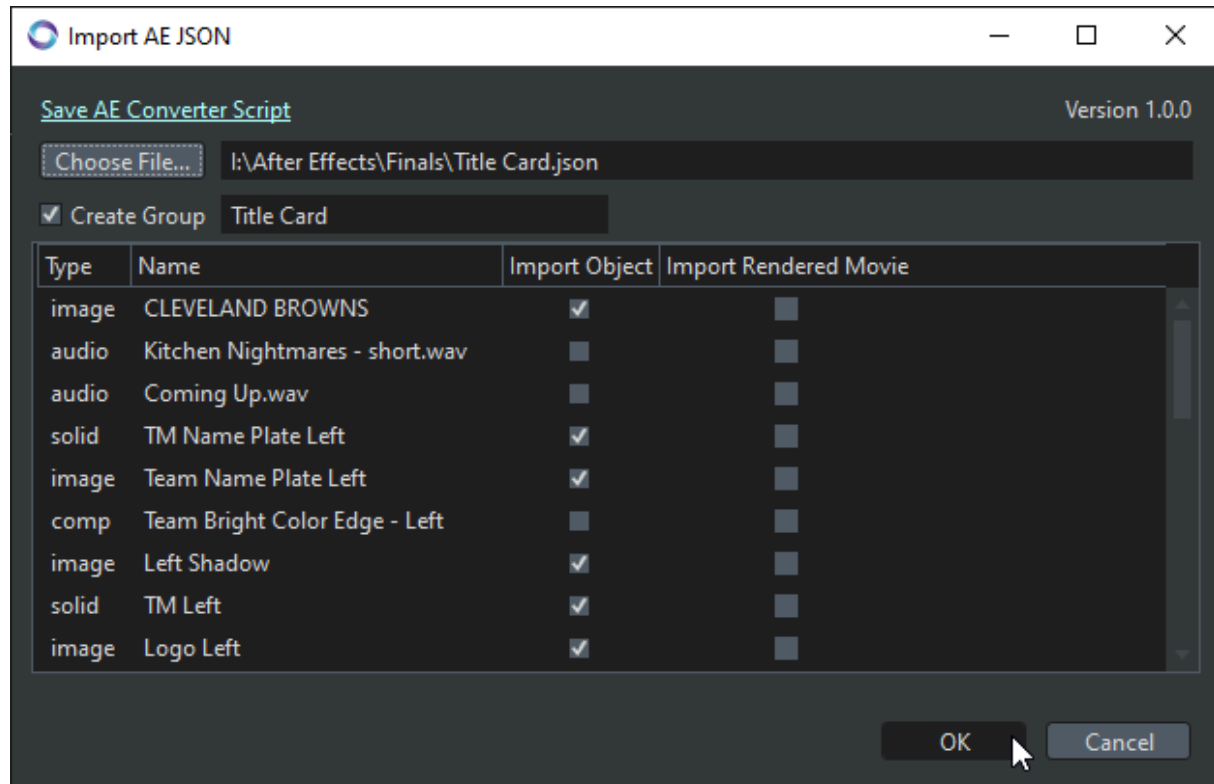 Import AE JSON
Save AE Converter Script Version 1.0.0
Choose File... I:\After Effects\Finals\Title Card.json
Create Group Title Card
Type Name Import Object Import Rendered Movie
image CLEVELAND BROWNS
audio Kitchen Nightmares - short.wav
audio Coming Up.wav
solid TM Name Plate Left
image Team Name Plate Left
comp Team Bright Color Edge - Left
image Left Shadow
solid TM Left
image Logo Left
OK Cancel